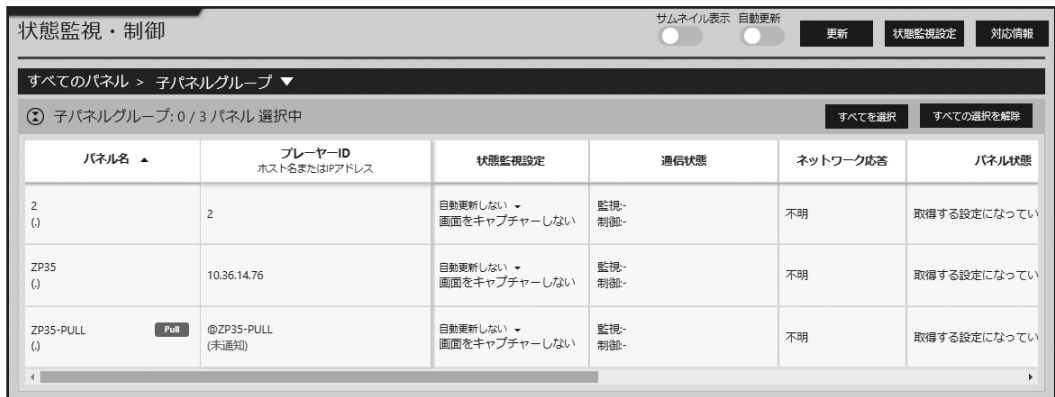 状態監視・制御
サムネイル表示 自動更新
更新 状態監視設定 対応情報
すべてのパネル > 子パネルグループ ▼
子パネルグループ: 0 / 3 パネル 選択中
すべてを選択 すべての選択を解除
パネル名 ▲
プレーヤーID
ホスト名またはIPアドレス
状態監視設定
通信状態
ネットワーク応答
パネル状態
2
(.)
2
自動更新しない
画面をキャプチャーしない
監視:-
制御:-
不明
取得する設定になってい
ZP35
(.)
10.36.14.76
自動更新しない
画面をキャプチャーしない
監視:-
制御:-
不明
取得する設定になってい
ZP35-PULL Pull
(.)
@ZP35-PULL
(未通知)
自動更新しない
画面をキャプチャーしない
監視:-
制御:-
不明
取得する設定になってい